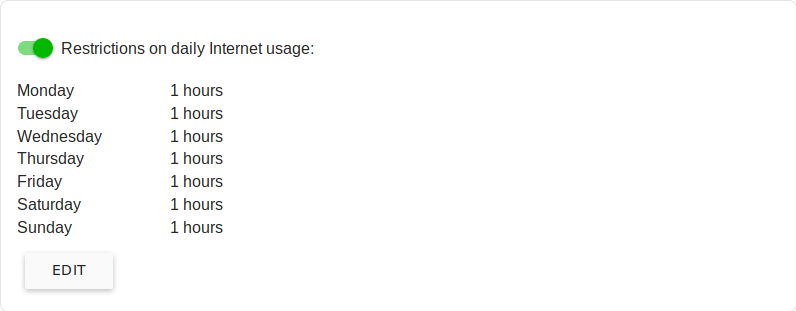 Restrictions on daily Internet usage:
Monday 1 hours
Tuesday 1 hours
Wednesday 1 hours
Thursday 1 hours
Friday 1 hours
Saturday 1 hours
Sunday 1 hours
EDIT